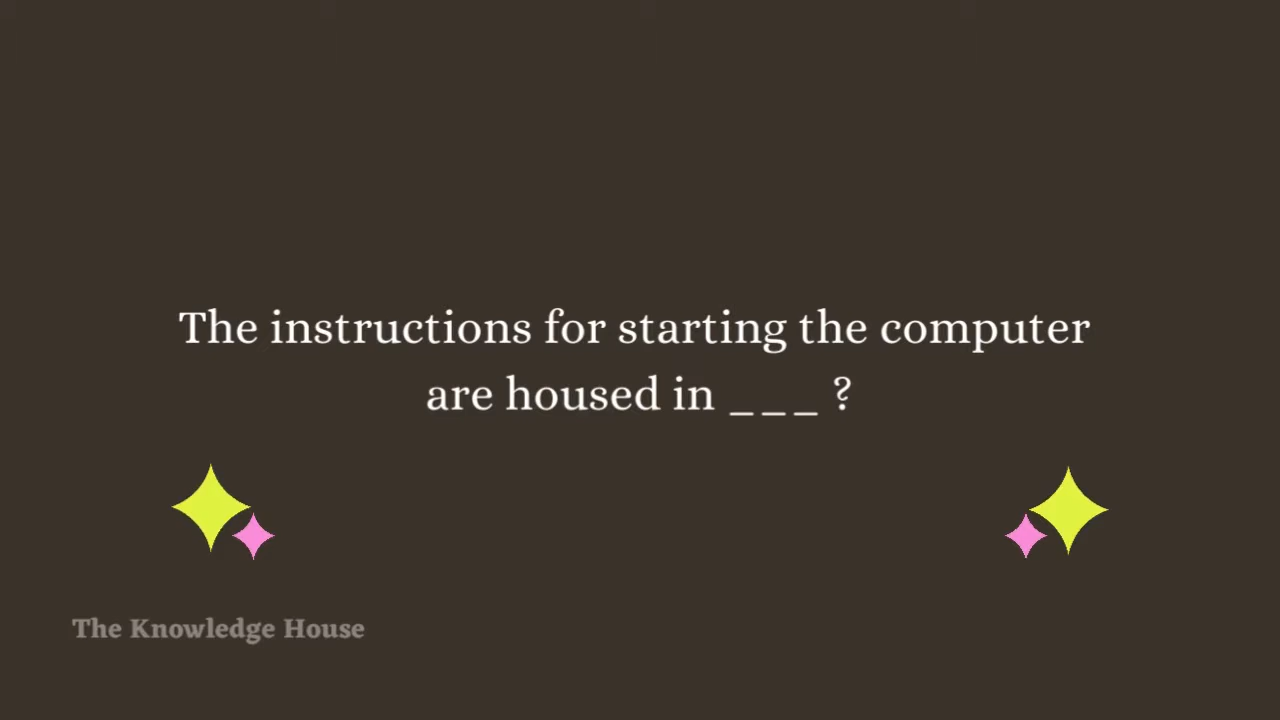 The instructions for starting the computer
are housed in _ _ _ ?
The Knowledge House